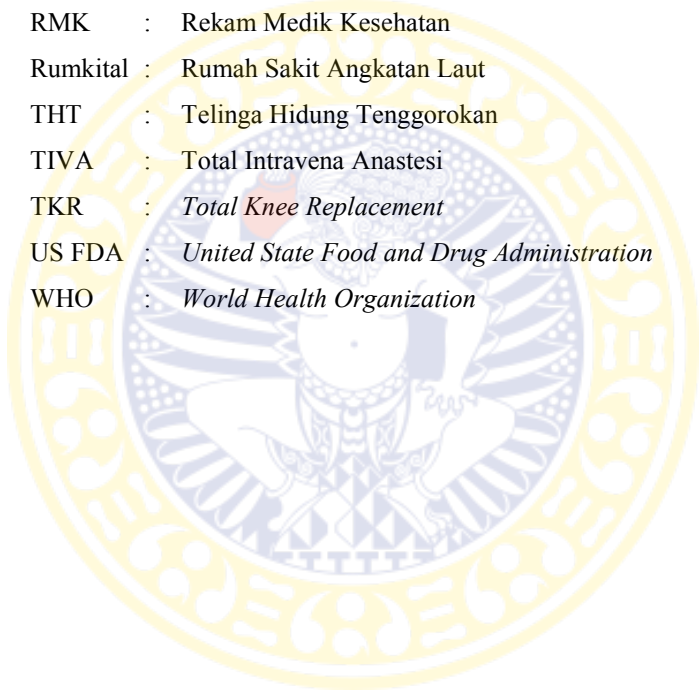 RMK : Rekam Medik Kesehatan
Rumkital : Rumah Sakit Angkatan Laut
THT : Telinga Hidung Tenggorokan
TIVA : Total Intravena Anastesi
TKR : Total Knee Replacement
US FDA : United State Food and Drug Administration
WHO : World Health Organization